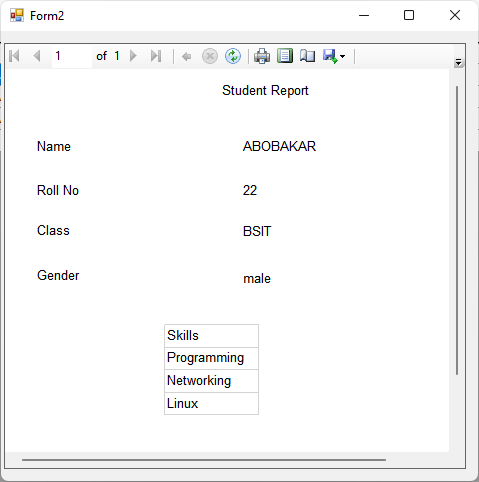 Form2
1 of 1
Student Report
Name ABOBAKAR
Roll No 22
Class BSIT
Gender male
Skills
Programming
Networking
Linux